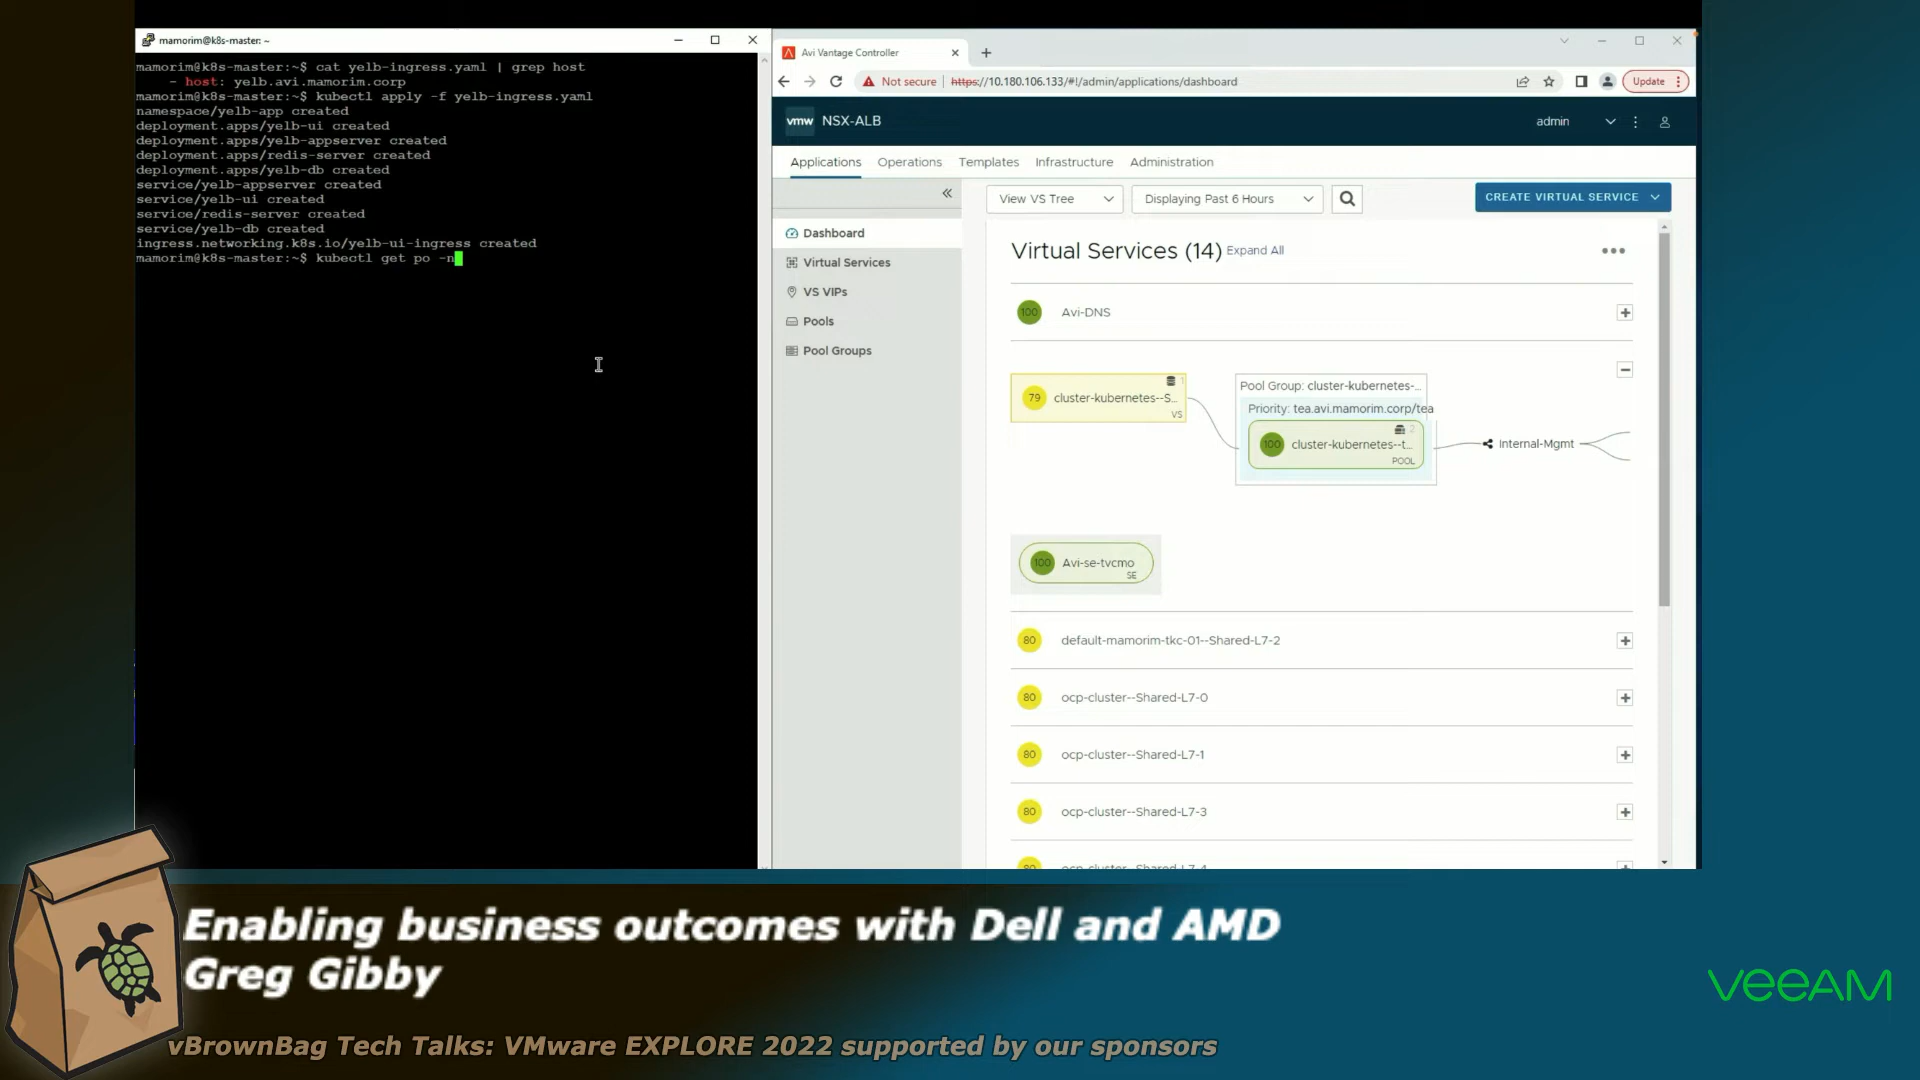 mamorim@k8s-master: ~
mamorim@k8s-master:~$ cat yelb-ingress.yaml | grep host
- host: yelb.avi.mamorim.corp
mamorim@k8s-master:~$ kubectl apply -f yelb-ingress.yaml
namespace/yelb-app created
deployment.apps/yelb-ui created
deployment.apps/yelb-appserver created
deployment.apps/redis-server created
deployment.apps/yelb-db created
service/yelb-appserver created
service/yelb-ui created
service/redis-server created
service/yelb-db created
ingress.networking.k8s.io/yelb-ui-ingress created
mamorim@k8s-master:~$ kubectl get po -n
Avi Vantage Controller
Not secure
https://10.180.106.133/#!/admin/applications/dashboard
Update
vmw NSX-ALB
admin
Applications Operations Templates Infrastructure Administration
Dashboard
Virtual Services
VS VIPs
Pools
Pool Groups
View VS Tree
Displaying Past 6 Hours
CREATE VIRTUAL SERVICE
Virtual Services (14) Expand All
100 Avi-DNS
1
79 cluster-kubernetes--S...
VS
Pool Group: cluster-kubernetes-...
Priority: tea.avi.mamorim.corp/tea
2
100 cluster-kubernetes--t...
POOL
Internal-Mgmt
100 Avi-se-tvcmo
SE
80 default-mamorim-tkc-01--Shared-L7-2
80 ocp-cluster--Shared-L7-0
80 ocp-cluster--Shared-L7-1
80 ocp-cluster--Shared-L7-3
80 ocp-cluster--Shared-L7-4
Enabling business outcomes with Dell and AMD
Greg Gibby
veeAM
vBrownBag Tech Talks: VMware EXPLORE 2022 supported by our sponsors